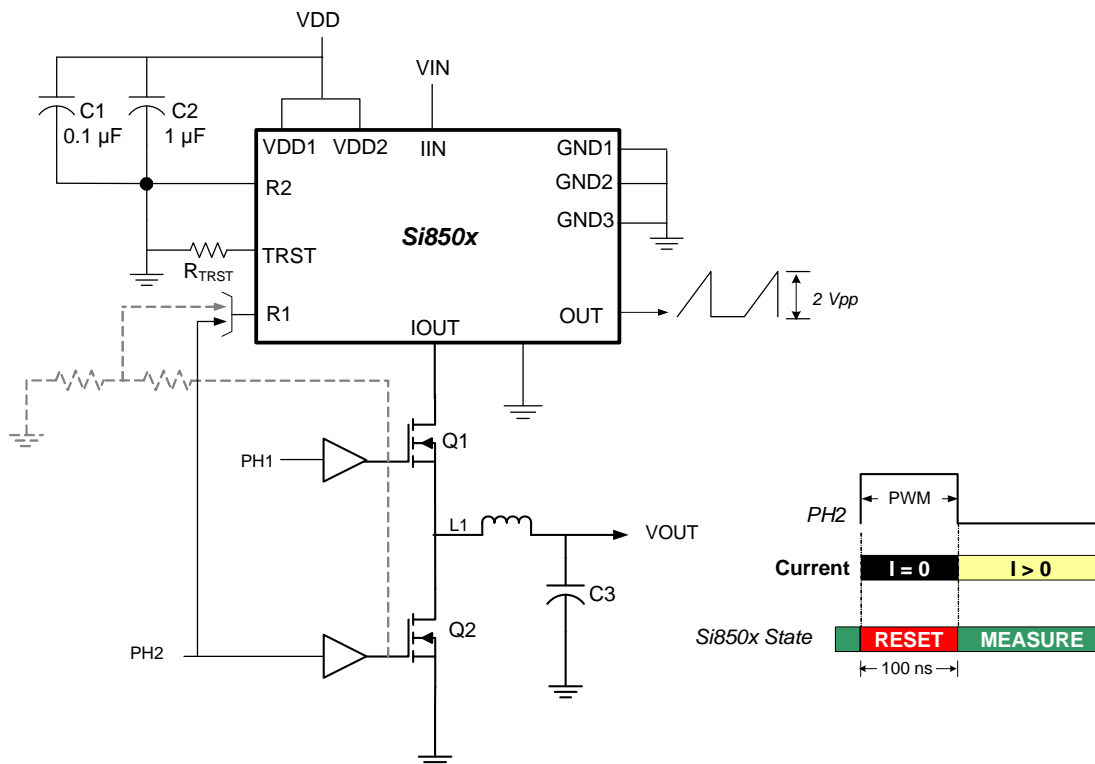 VDD
VIN
C1
0.1 µF
C2
1 µF
VDD1
VDD2
IIN
GND1
GND2
GND3
R2
Si850x
TRST
RTRST
R1
IOUT
OUT
2 Vpp
Q1
PH1
L1
VOUT
C3
Q2
PH2
PWM
PH2
Current
I = 0
I > 0
Si850x State
RESET
MEASURE
100 ns